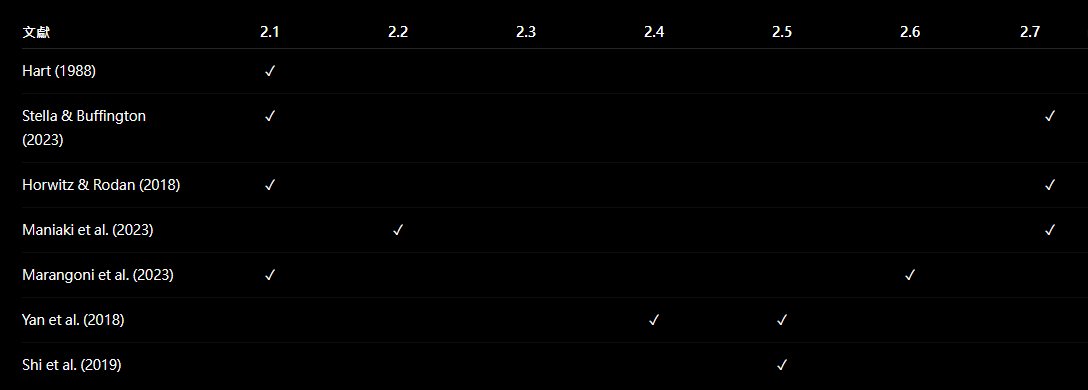 文獻 2.1 2.2 2.3 2.4 2.5 2.6 2.7
Hart (1988) ✓
Stella & Buffington
(2023) ✓ ✓
Horwitz & Rodan (2018) ✓ ✓
Maniaki et al. (2023) ✓ ✓
Marangoni et al. (2023) ✓ ✓
Yan et al. (2018) ✓ ✓
Shi et al. (2019) ✓